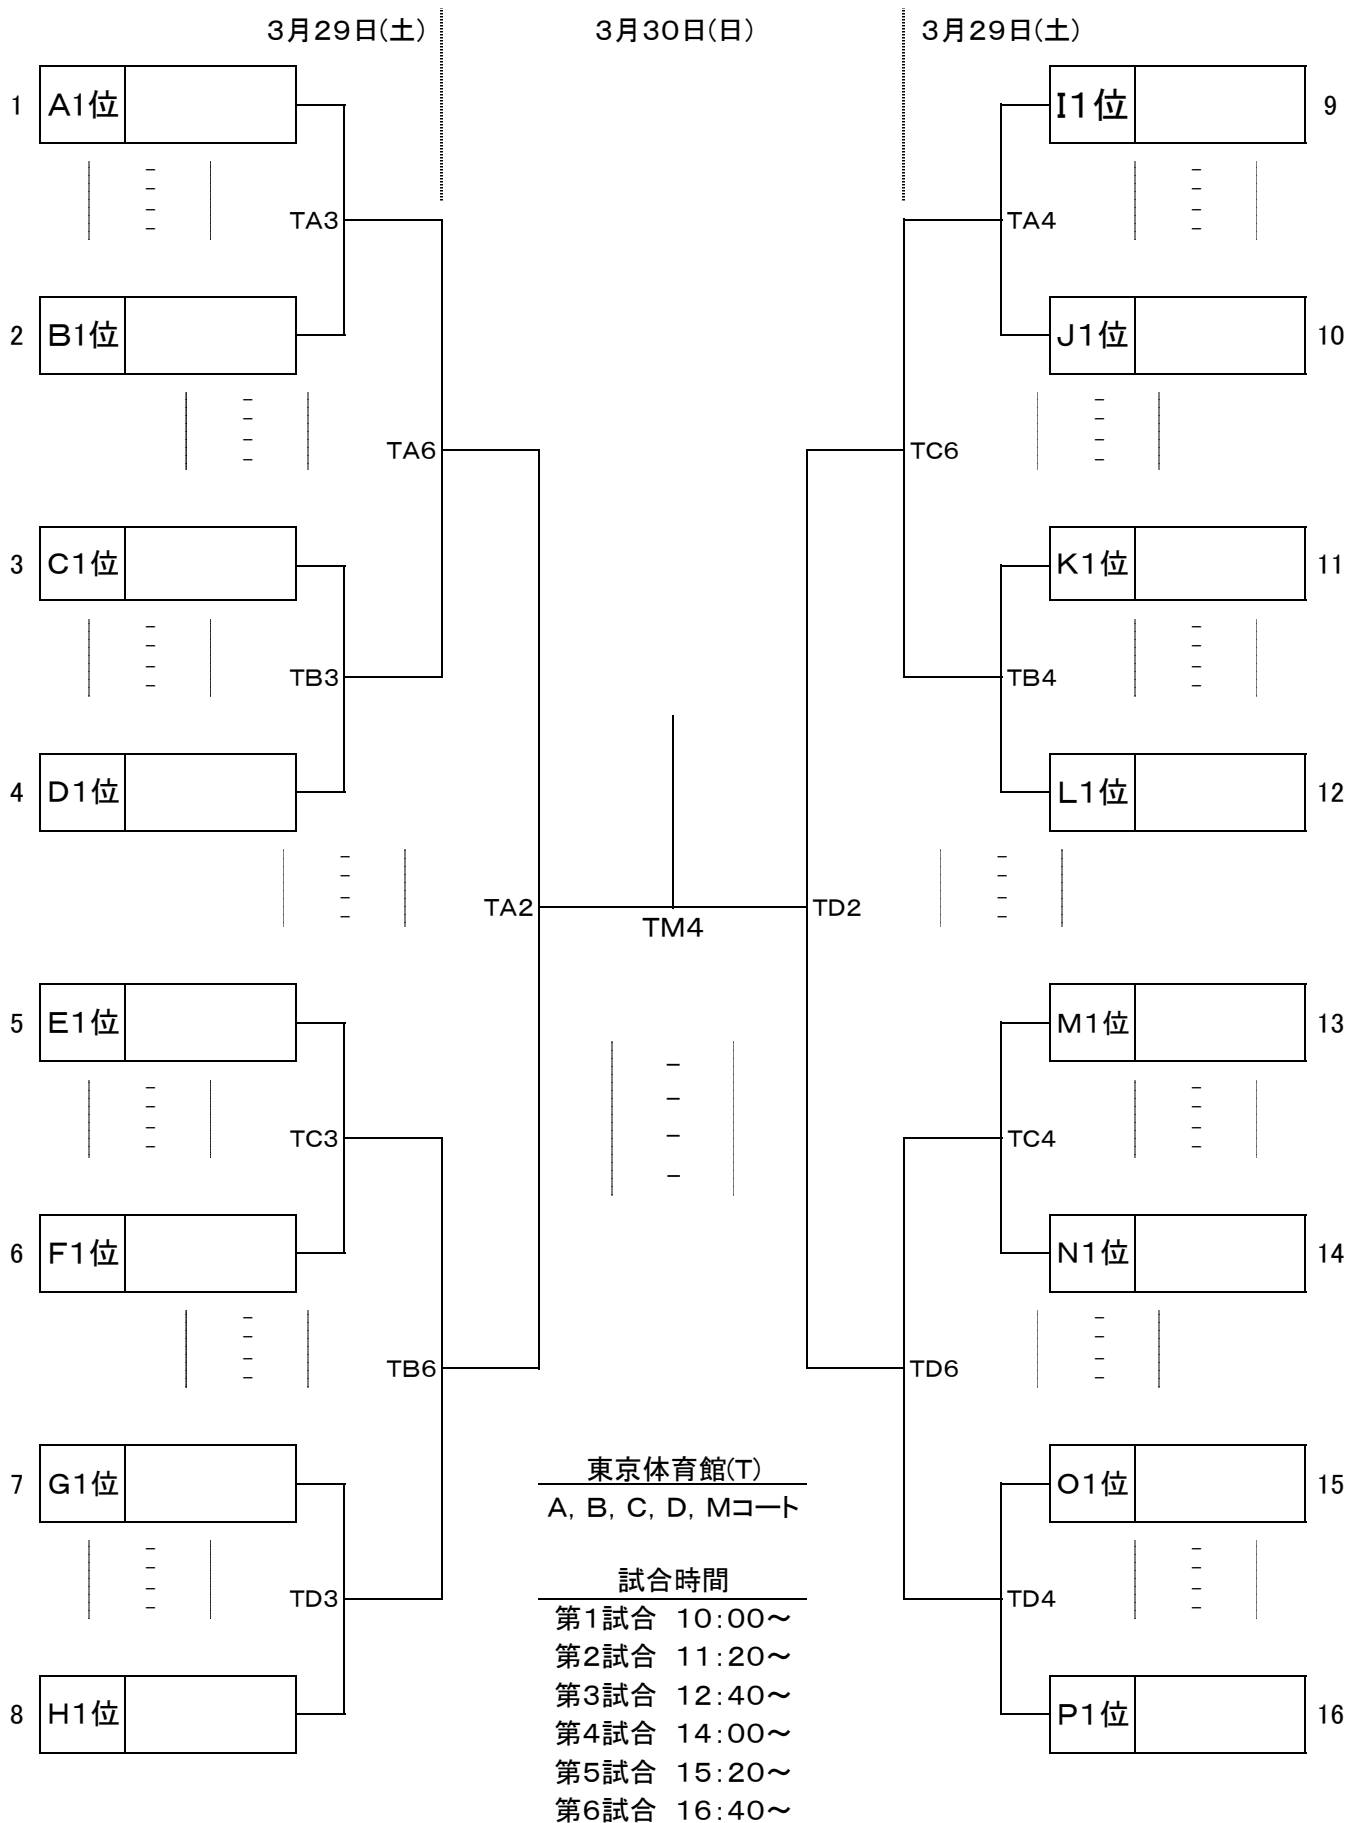 3月29日(土) 3月30日(日) 3月29日(土)
1 A1位 I1位 9
TA3 TA4
2 B1位 J1位 10
TA6 TC6
3 C1位 K1位 11
TB3 TB4
4 D1位 L1位 12
TA2 TM4 TD2
5 E1位 M1位 13
TC3 TC4
6 F1位 N1位 14
TB6 TD6
東京体育館(T)
7 G1位 O1位 15
A, B, C, D, Mコート
試合時間
TD3 TD4
第1試合 10:00～
第2試合 11:20～
第3試合 12:40～
8 H1位 P1位 16
第4試合 14:00～
第5試合 15:20～
第6試合 16:40～